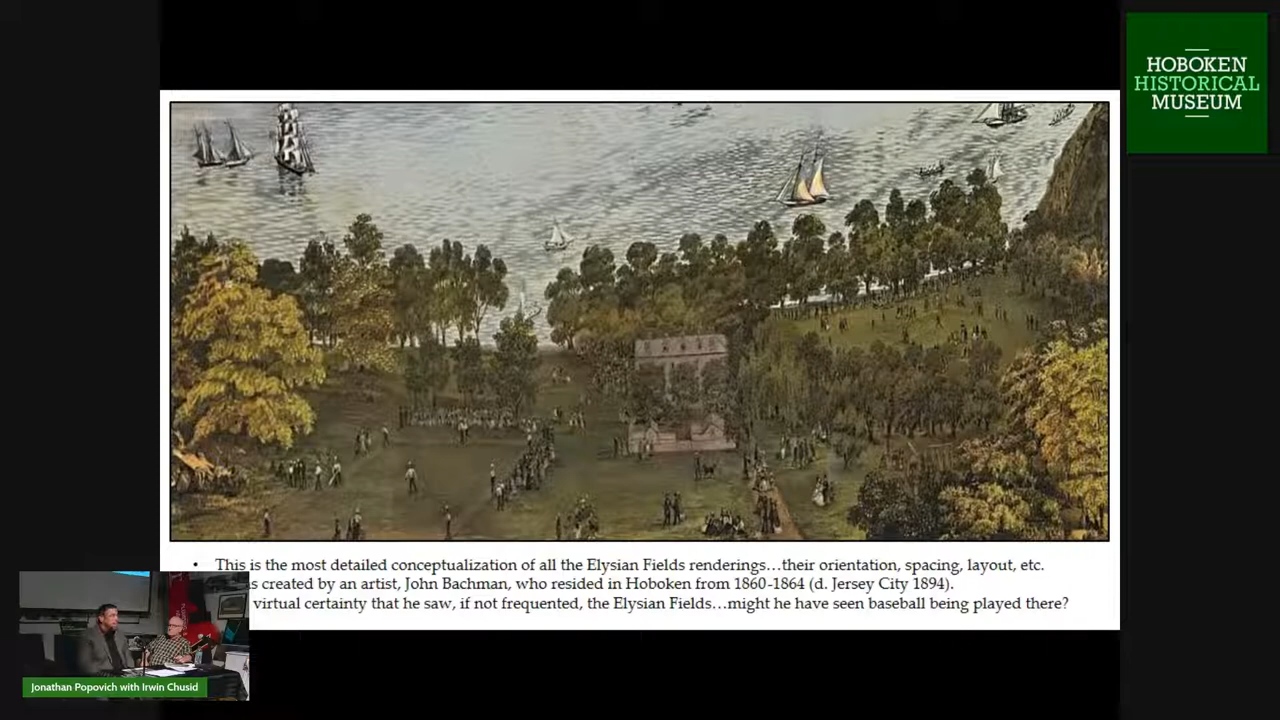 HOBOKEN
HISTORICAL
MUSEUM
• This is the most detailed conceptualization of all the Elysian Fields renderings…their orientation, spacing, layout, etc.
s created by an artist, John Bachman, who resided in Hoboken from 1860-1864 (d. Jersey City 1894).
virtual certainty that he saw, if not frequented, the Elysian Fields…might he have seen baseball being played there?
Jonathan Popovich with Irwin Chusid